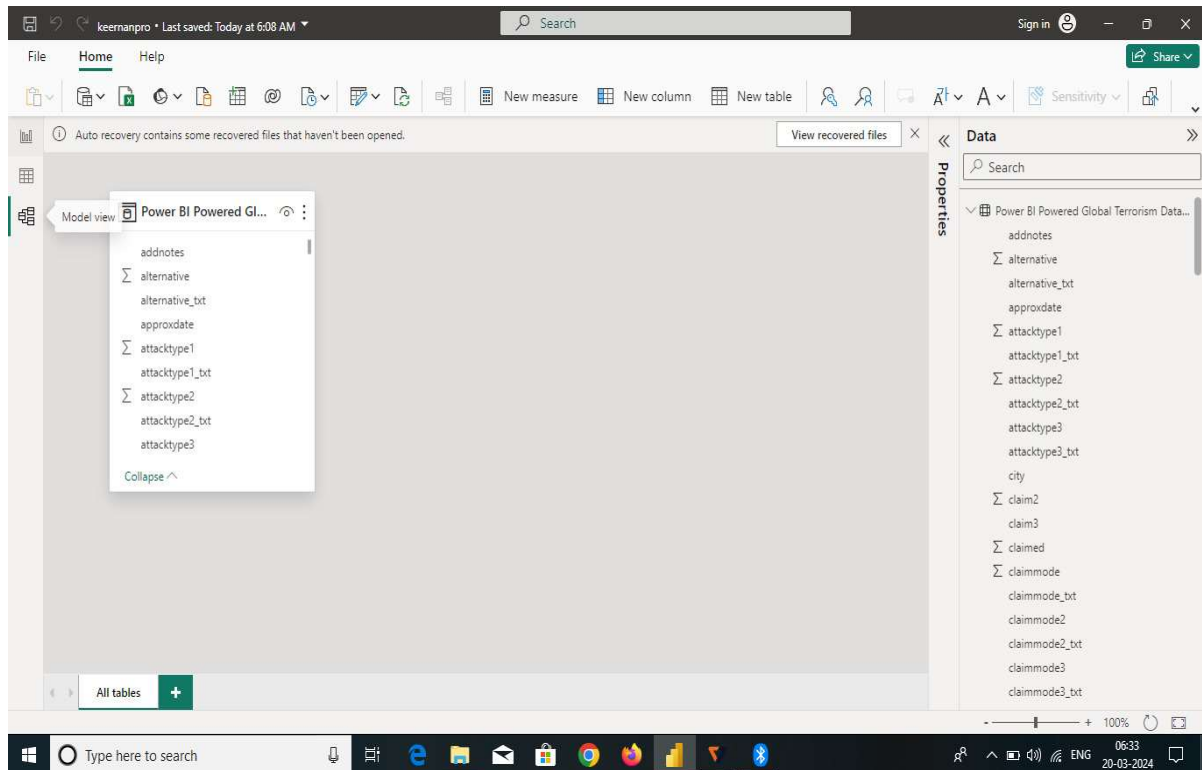 keernanpro • Last saved: Today at 6:08 AM
Search
Sign in
File Home Help
Share
New measure New column New table
A A Sensitivity
Auto recovery contains some recovered files that haven't been opened.
View recovered files
Model view
Power BI Powered Gl...
addnotes
∑ alternative
alternative_txt
approxdate
∑ attacktype1
attacktype1_txt
∑ attacktype2
attacktype2_txt
attacktype3
Collapse
All tables
Properties
Data
Search
Power BI Powered Global Terrorism Data...
addnotes
∑ alternative
alternative_txt
approxdate
∑ attacktype1
attacktype1_txt
∑ attacktype2
attacktype2_txt
attacktype3
attacktype3_txt
city
∑ claim2
claim3
∑ claimed
∑ claimmode
claimmode_txt
claimmode2
claimmode2_txt
claimmode3
claimmode3_txt
- + 100%
Type here to search
ENG
06:33
20-03-2024